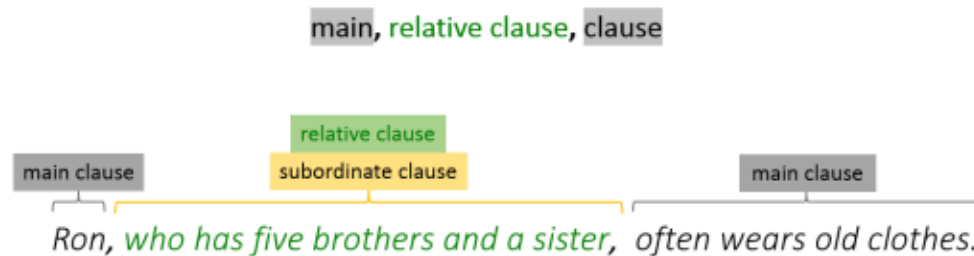 main, relative clause, clause
relative clause
main clause subordinate clause main clause
Ron, who has five brothers and a sister, often wears old clothes.